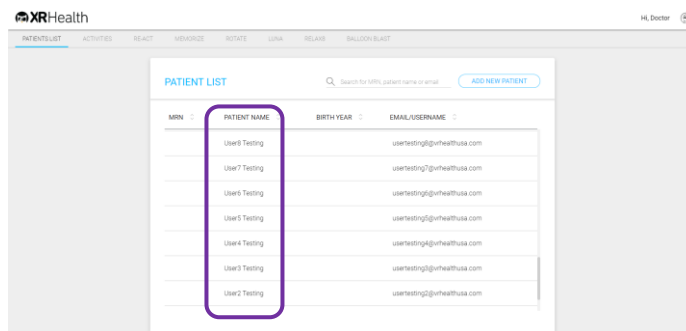 XRHealth
Hi, Doctor
PATIENTS LIST ACTIVITIES RE-ACT MEMORIZE ROTATE LUNA RELAX8 BALLOON BLAST
PATIENT LIST
Search for MRN, patient name or email
ADD NEW PATIENT
MRN PATIENT NAME BIRTH YEAR EMAIL/USERNAME
User8 Testing usertesting8@vrhealthusa.com
User7 Testing usertesting7@vrhealthusa.com
User6 Testing usertesting6@vrhealthusa.com
User5 Testing usertesting5@vrhealthusa.com
User4 Testing usertesting4@vrhealthusa.com
User3 Testing usertesting3@vrhealthusa.com
User2 Testing usertesting2@vrhealthusa.com